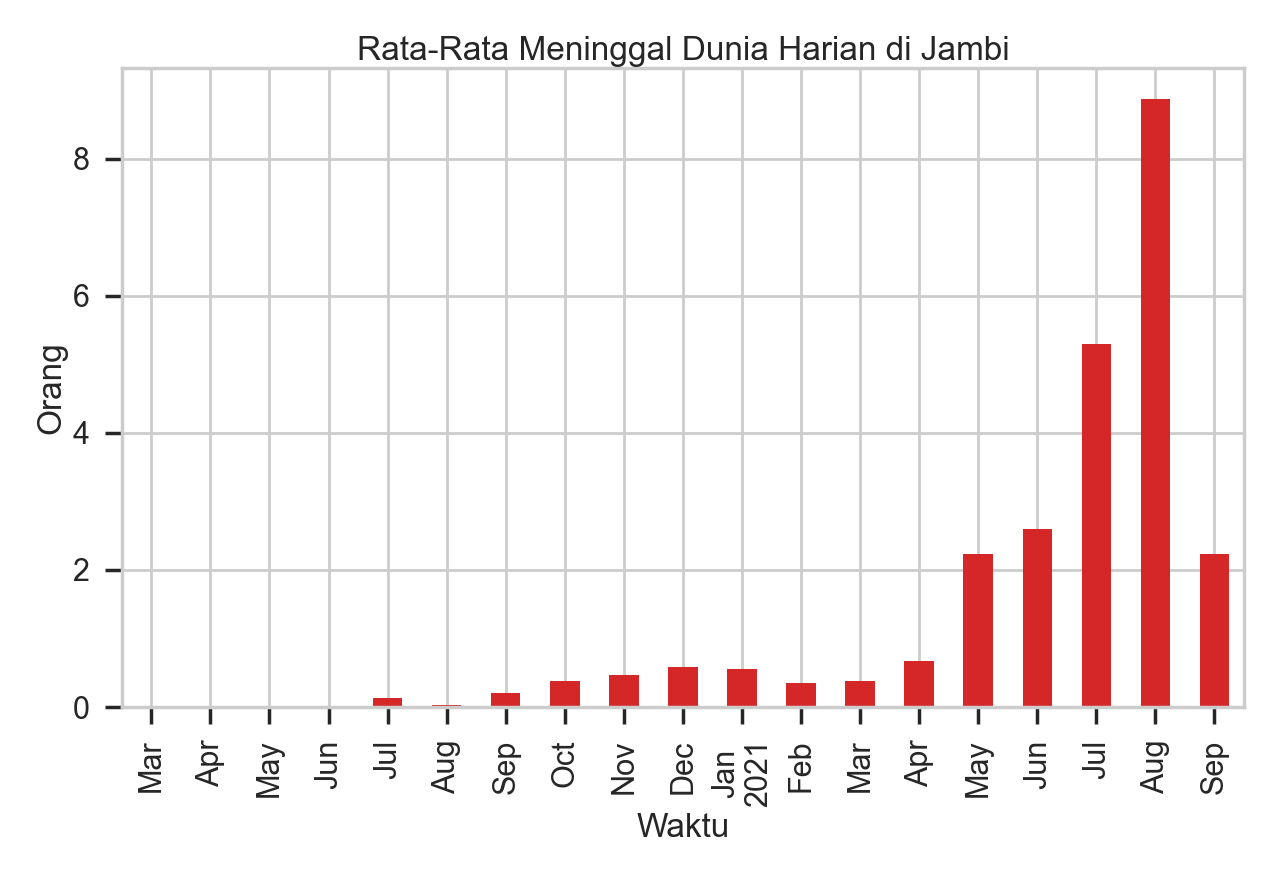 Rata-Rata Meninggal Dunia Harian di Jambi
Orang
8
6
4
2
0
Mar
Apr
May
Jun
Jul
Aug
Sep
Oct
Nov
Dec
Jan
2021
Feb
Mar
Apr
May
Jun
Jul
Aug
Sep
Waktu